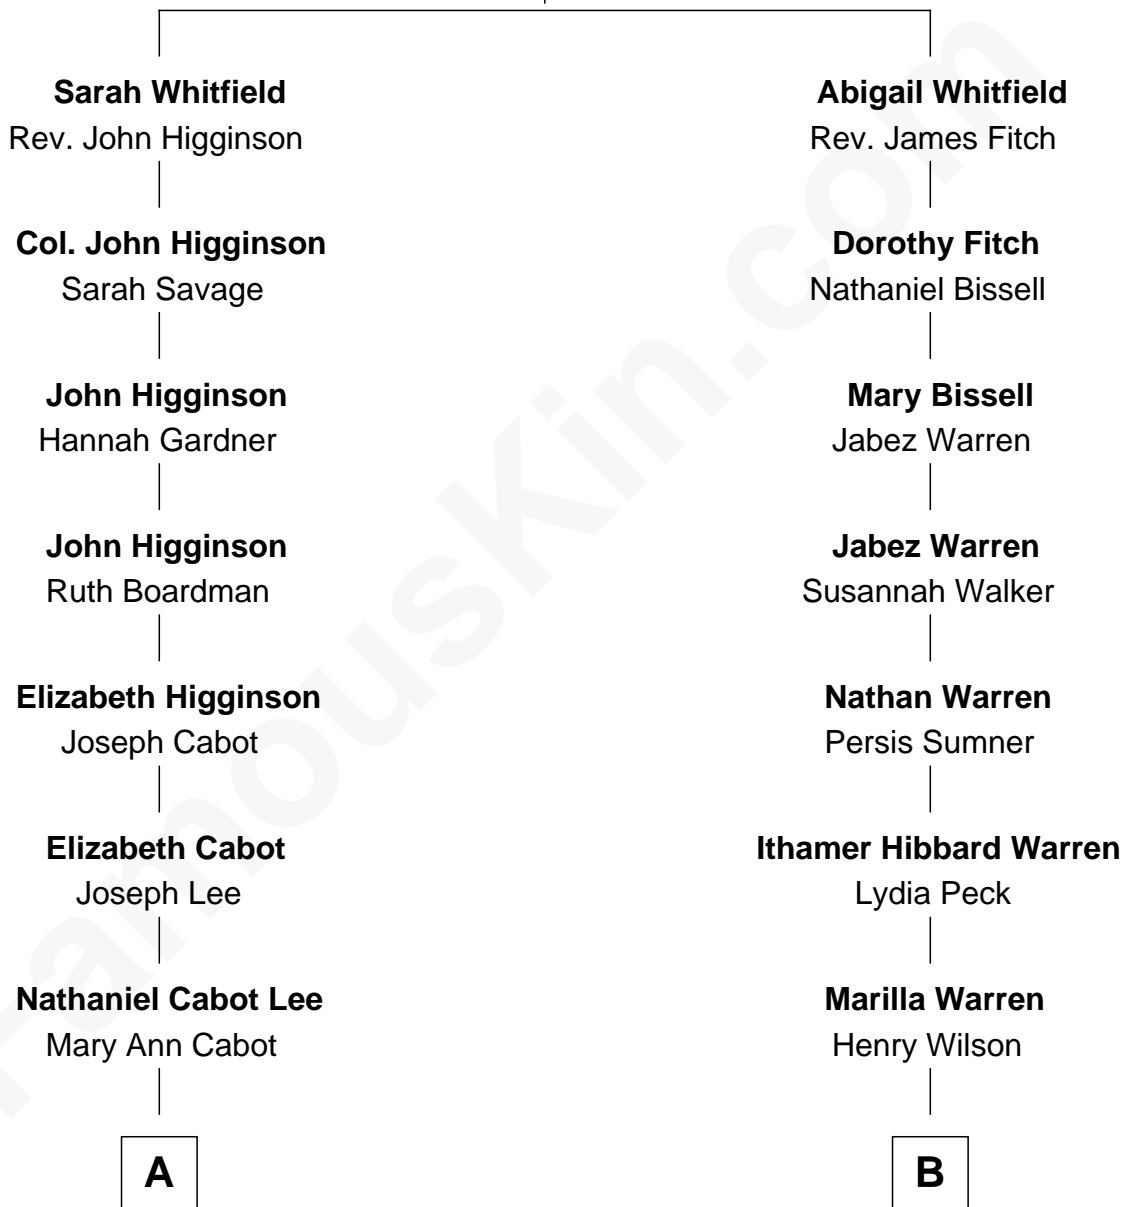 Sarah Whitfield
Rev. John Higginson
Abigail Whitfield
Rev. James Fitch
Col. John Higginson
Sarah Savage
Dorothy Fitch
Nathaniel Bissell
John Higginson
Hannah Gardner
Mary Bissell
Jabez Warren
John Higginson
Ruth Boardman
Jabez Warren
Susannah Walker
Elizabeth Higginson
Joseph Cabot
Nathan Warren
Persis Sumner
Elizabeth Cabot
Joseph Lee
Ithamer Hibbard Warren
Lydia Peck
Nathaniel Cabot Lee
Mary Ann Cabot
Marilla Warren
Henry Wilson
A
B
FamousKin.com